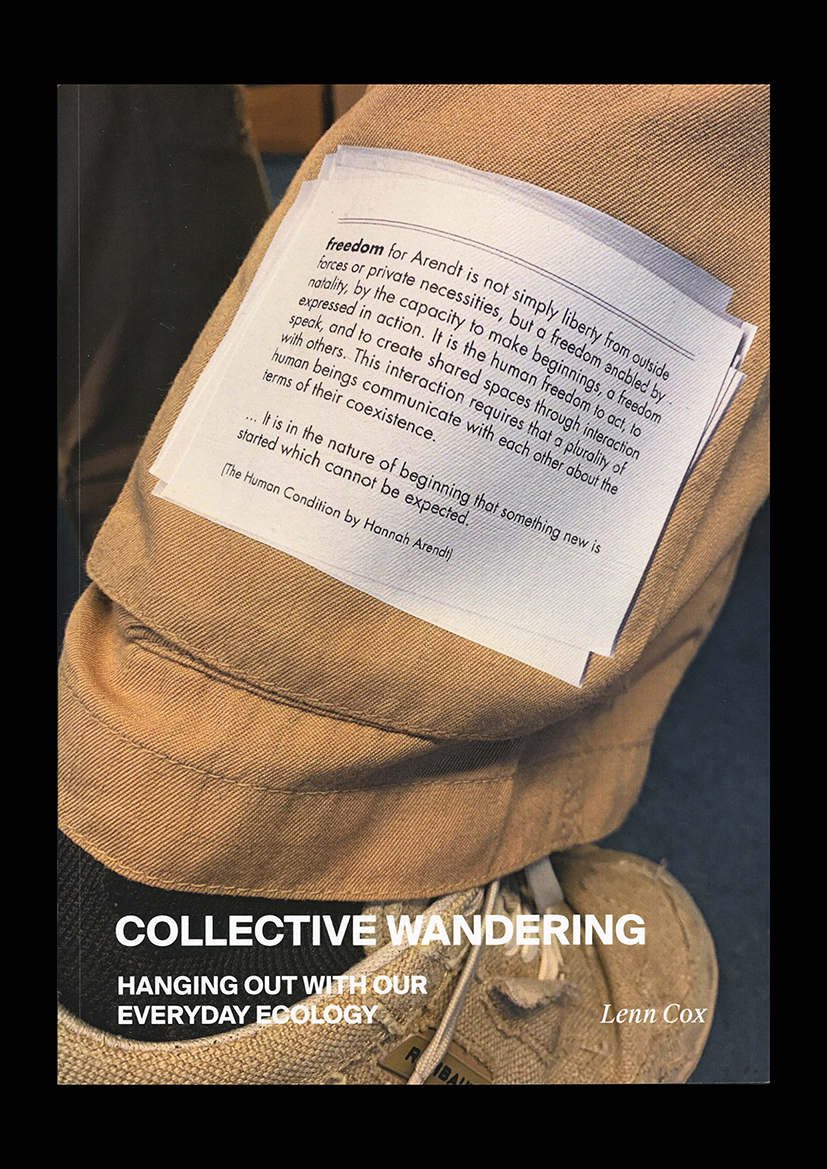 freedom for Arendt is not simply liberty from outside
forces or private necessities, but a freedom enabled by
natality, by the capacity to make beginnings, a freedom
expressed in action. It is the human freedom to act, to
speak, and to create shared spaces through interaction
with others. This interaction requires that a plurality of
human beings communicate with each other about the
terms of their coexistence.
... It is in the nature of beginning that something new is
started which cannot be expected.
(The Human Condition by Hannah Arendt)
COLLECTIVE WANDERING
HANGING OUT WITH OUR
EVERYDAY ECOLOGY
Lenn Cox